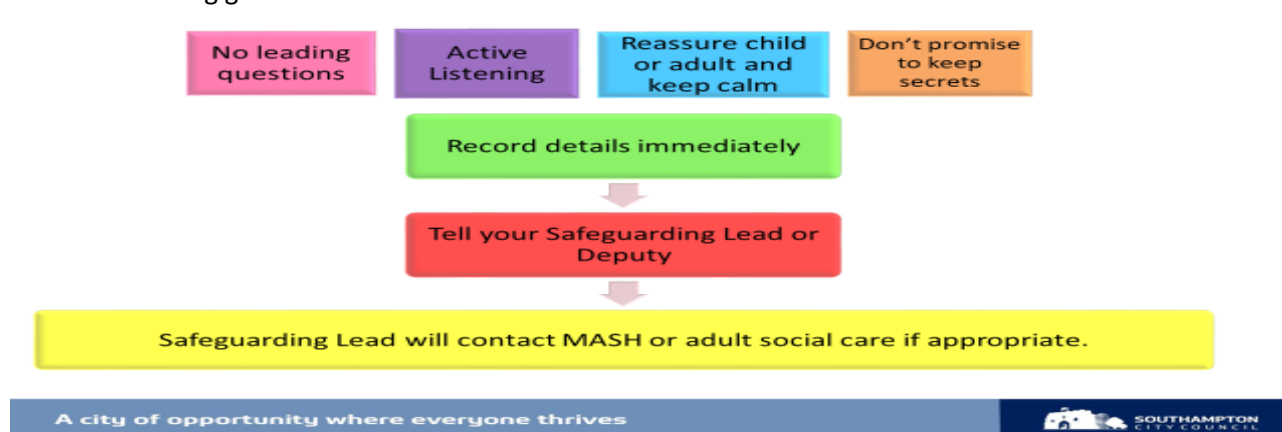 No leading
questions
Active
Listening
Reassure child
or adult and
keep calm
Don't promise
to keep
secrets
Record details immediately
Tell your Safeguarding Lead or
Deputy
Safeguarding Lead will contact MASH or adult social care if appropriate.
A city of opportunity where everyone thrives
SOUTHAMPTON
CITY COUNCIL